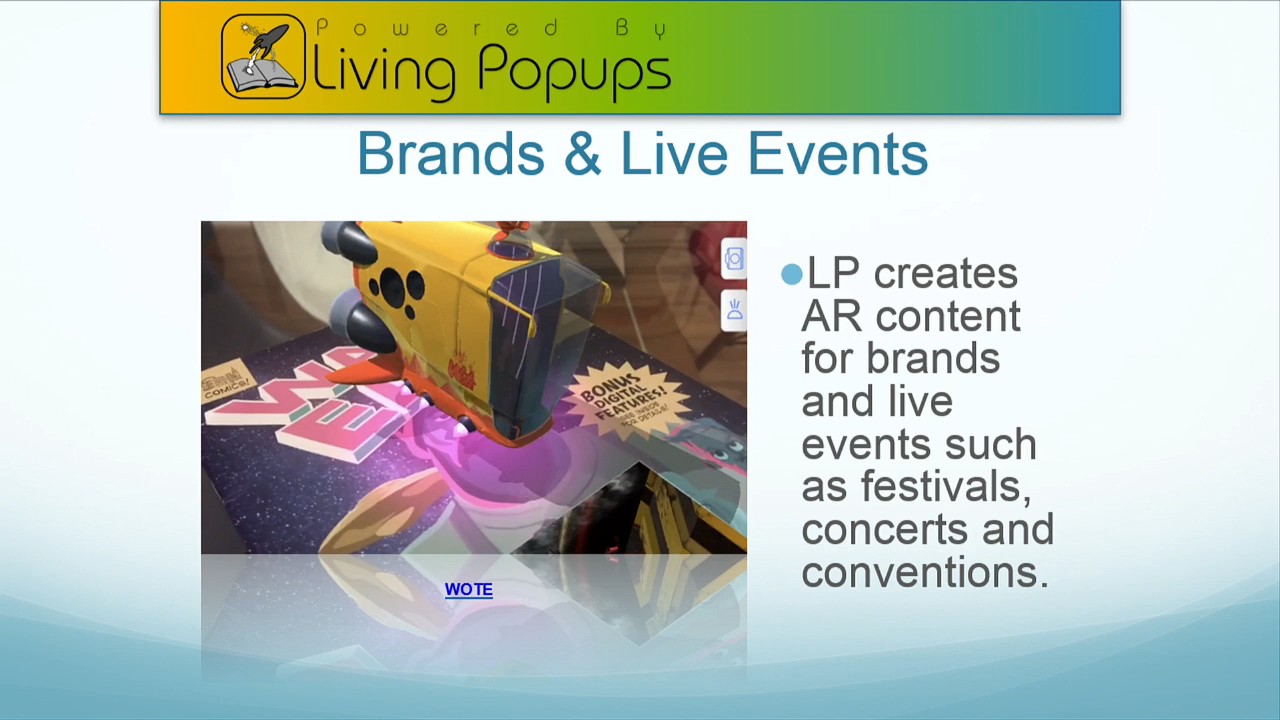 Powered By
Living Popups
Brands & Live Events
LP creates
AR content
for brands
and live
events such
as festivals,
concerts and
conventions.
COMICS!
BONUS
DIGITAL
FEATURES!
WOTE